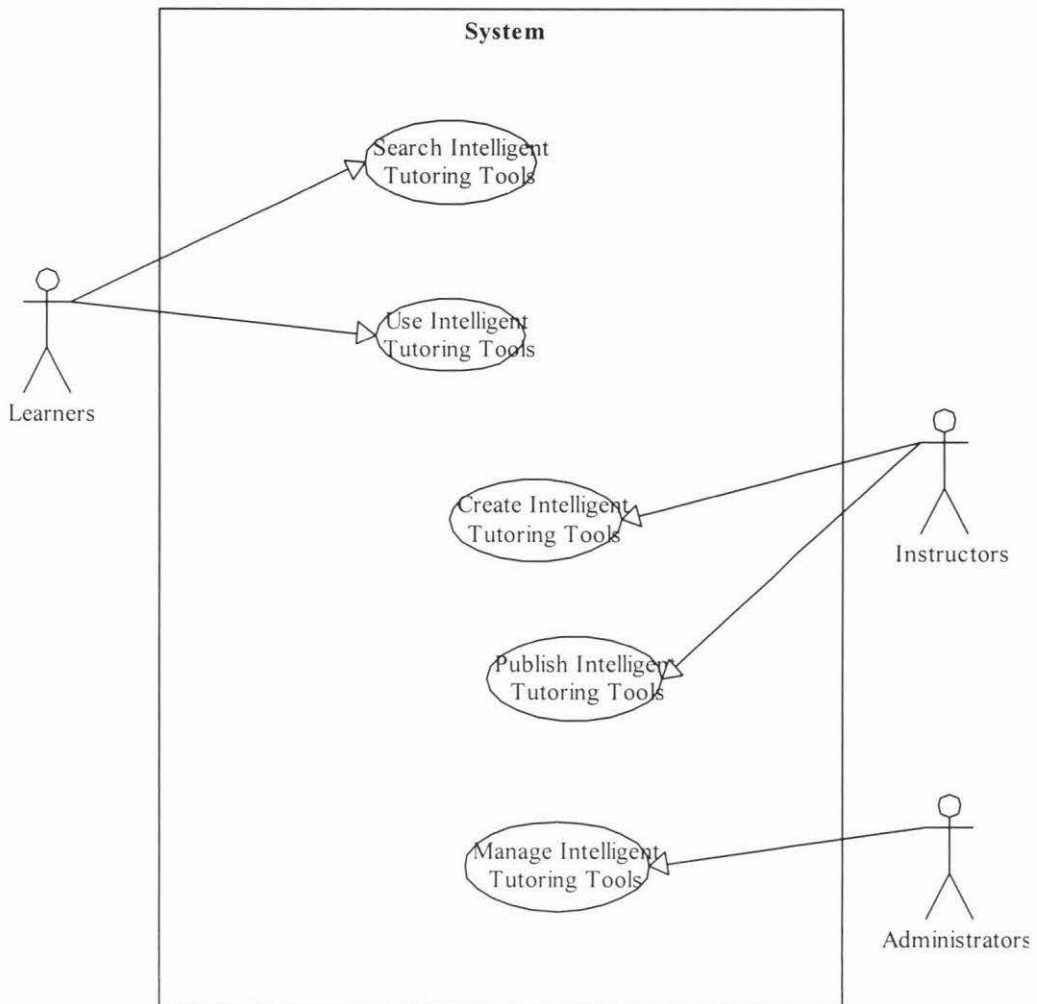 System
Search Intelligent
Tutoring Tools
Use Intelligent
Tutoring Tools
Learners
Create Intelligent
Tutoring Tools
Instructors
Publish Intelligent
Tutoring Tools
Manage Intelligent
Tutoring Tools
Administrators